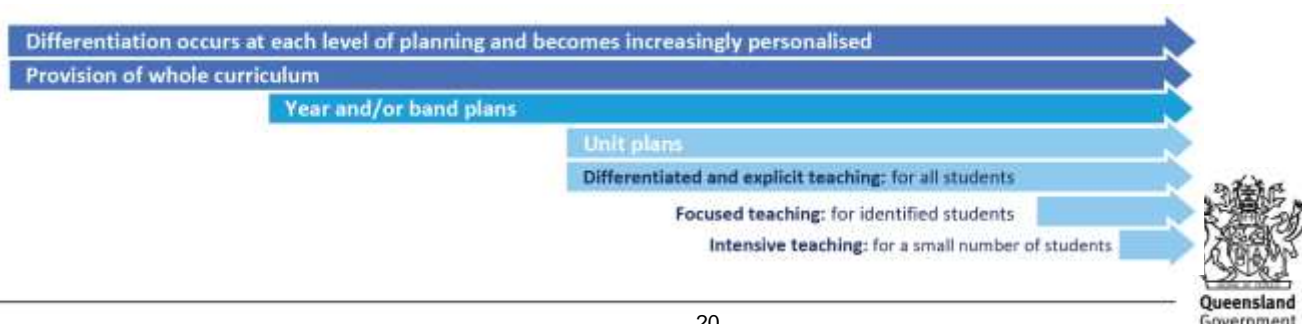 Differentiation occurs at each level of planning and becomes increasingly personalised
Provision of whole curriculum
Year and/or band plans
Unit plans
Differentiated and explicit teaching: for all students
Focused teaching: for identified students
Intensive teaching: for a small number of students
20
Queensland
Government